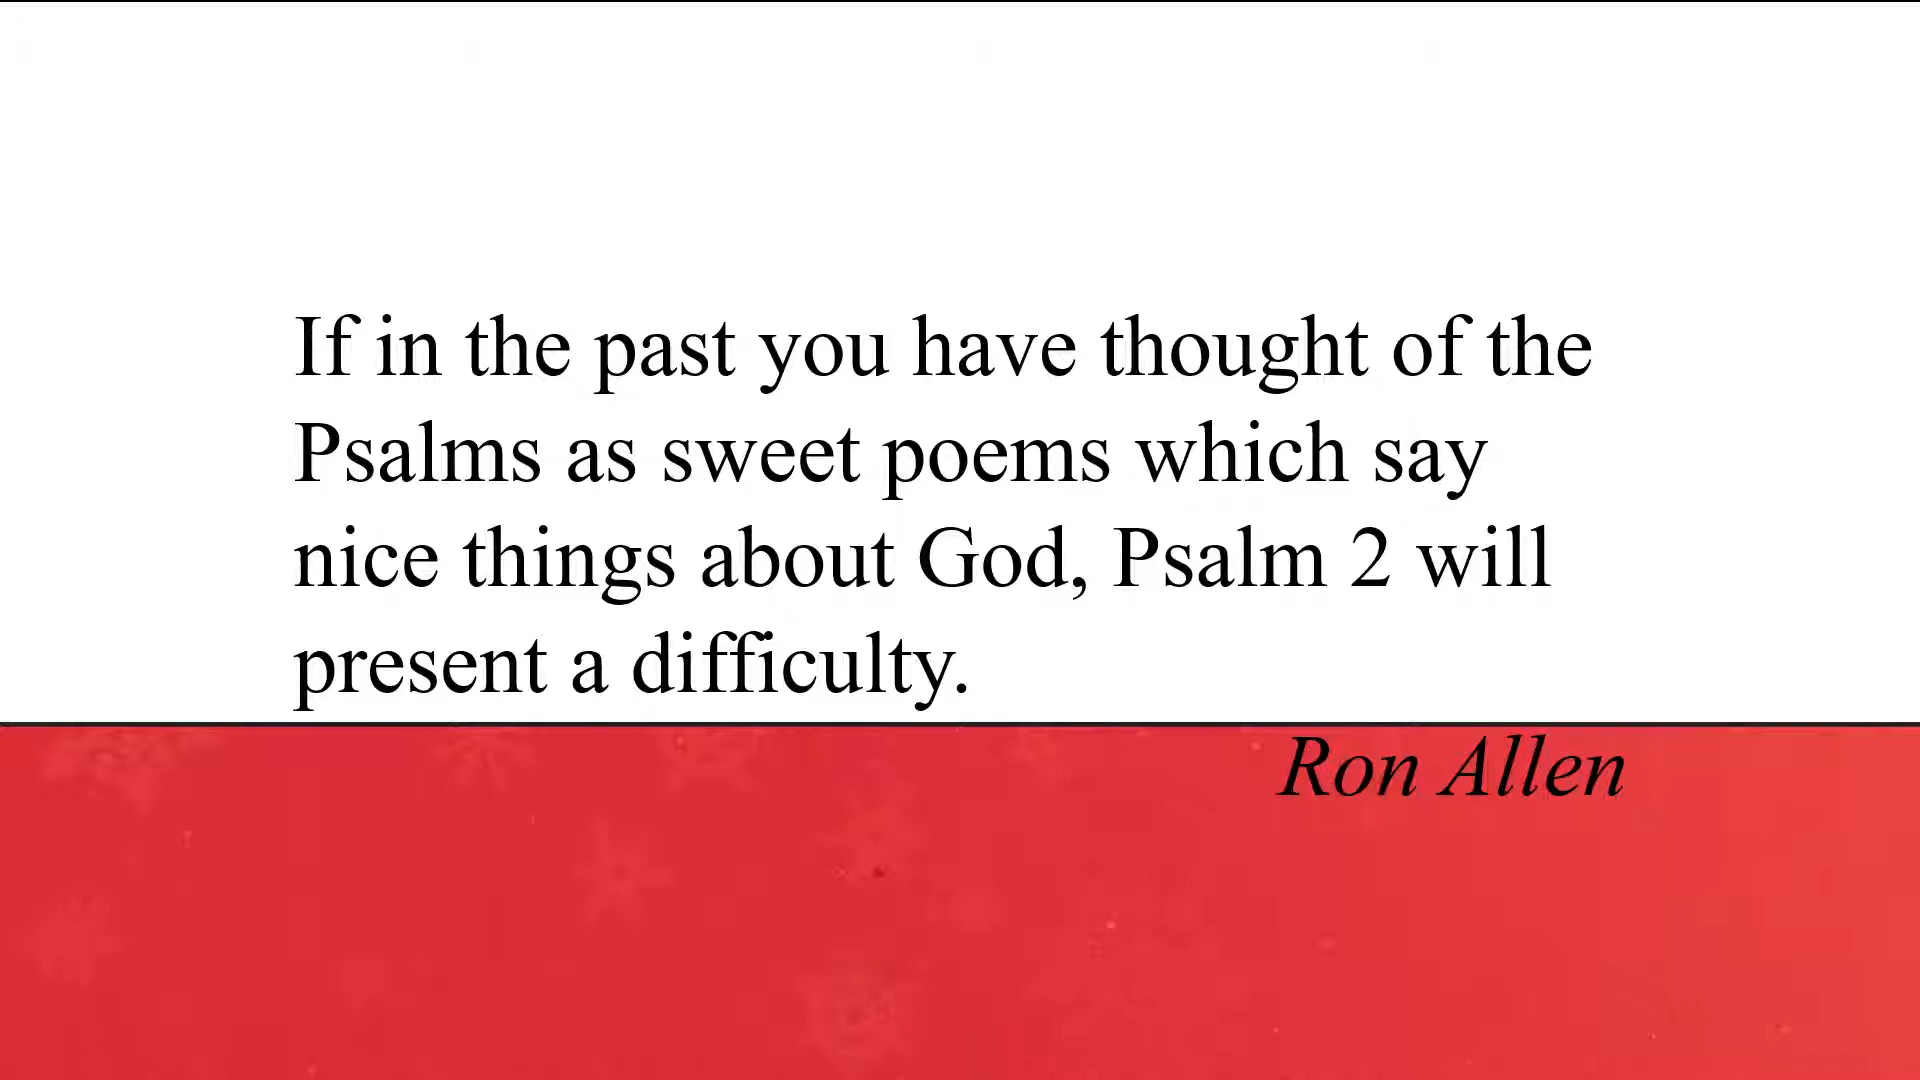 If in the past you have thought of the
Psalms as sweet poems which say
nice things about God, Psalm 2 will
present a difficulty.
Ron Allen